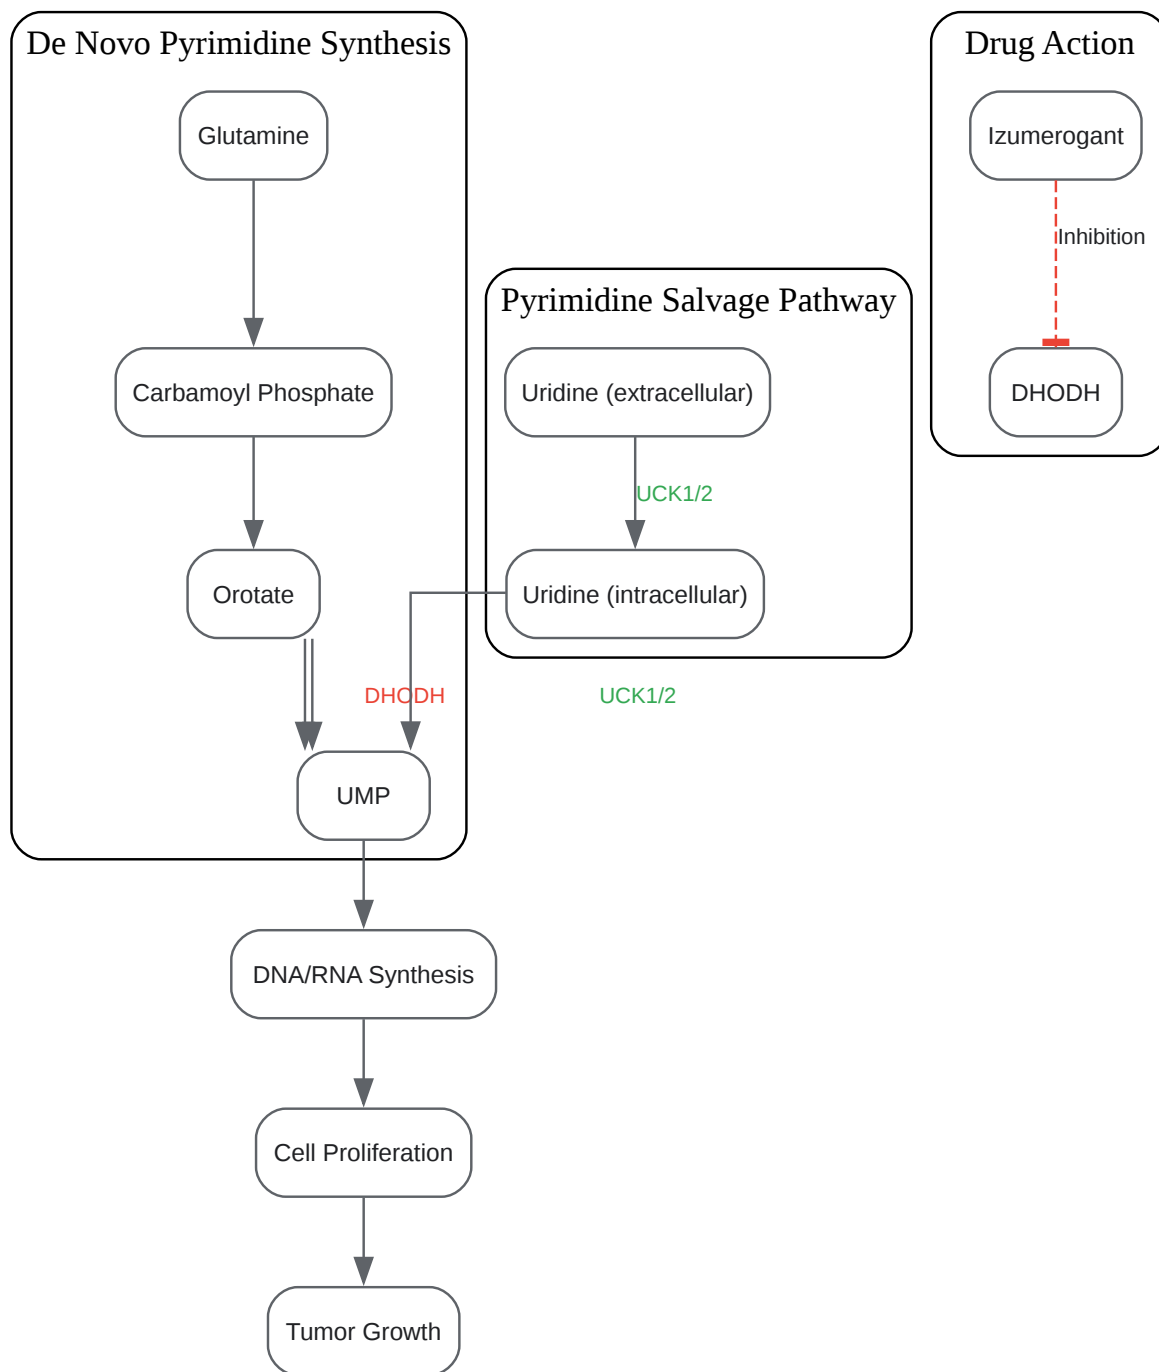 De Novo Pyrimidine Synthesis
Glutamine
Carbamoyl Phosphate
Orotate
DHODH
UMP
Pyrimidine Salvage Pathway
Uridine (extracellular)
UCK1/2
Uridine (intracellular)
UCK1/2
Drug Action
Izumerogant
Inhibition
DHODH
DNA/RNA Synthesis
Cell Proliferation
Tumor Growth